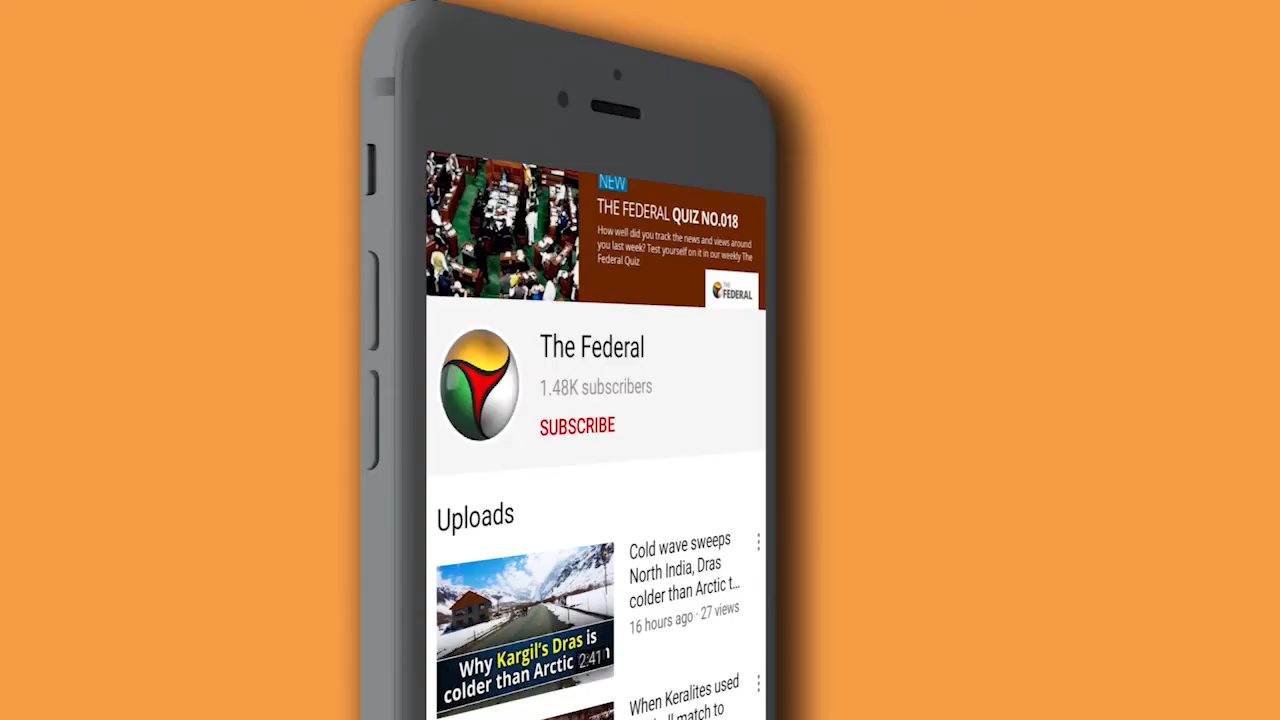 NEW
THE FEDERAL QUIZ NO.018
How well did you track the news and views around
you last week? Test yourself on it in our weekly The
Federal Quiz
THE
FEDERAL
The Federal
1.48K subscribers
SUBSCRIBE
Uploads
Cold wave sweeps
North India, Dras
colder than Arctic t...
16 hours ago · 27 views
Why Kargil's Dras is
colder than Arctic
2:41
When Keralites used
match to